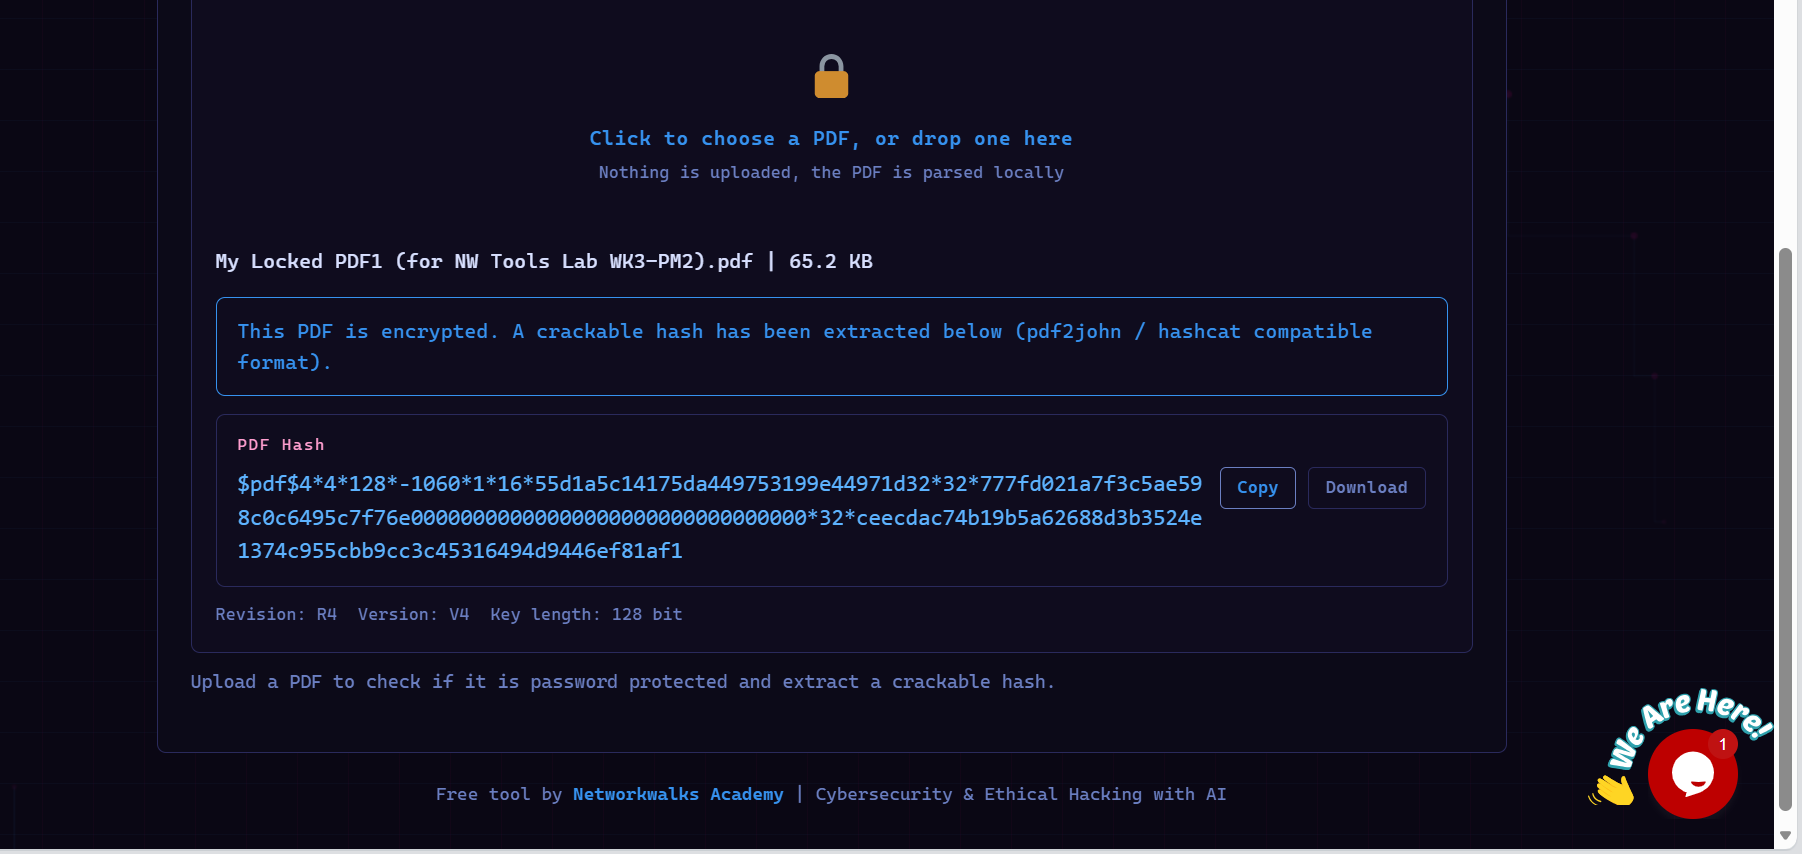 Click to choose a PDF, or drop one here
Nothing is uploaded, the PDF is parsed locally
My Locked PDF1 (for NW Tools Lab WK3-PM2).pdf | 65.2 KB
This PDF is encrypted. A crackable hash has been extracted below (pdf2john / hashcat compatible
format).
PDF Hash
$pdf$4*4*128*-1060*1*16*55d1a5c14175da449753199e44971d32*32*777fd021a7f3c5ae59
8c0c6495c7f76e00000000000000000000000000000000*32*ceecdac74b19b5a62688d3b3524e
1374c955cbb9cc3c45316494d9446ef81af1
Copy
Download
Revision: R4 Version: V4 Key length: 128 bit
Upload a PDF to check if it is password protected and extract a crackable hash.
We Are Here!
1
Free tool by Networkwalks Academy | Cybersecurity & Ethical Hacking with AI